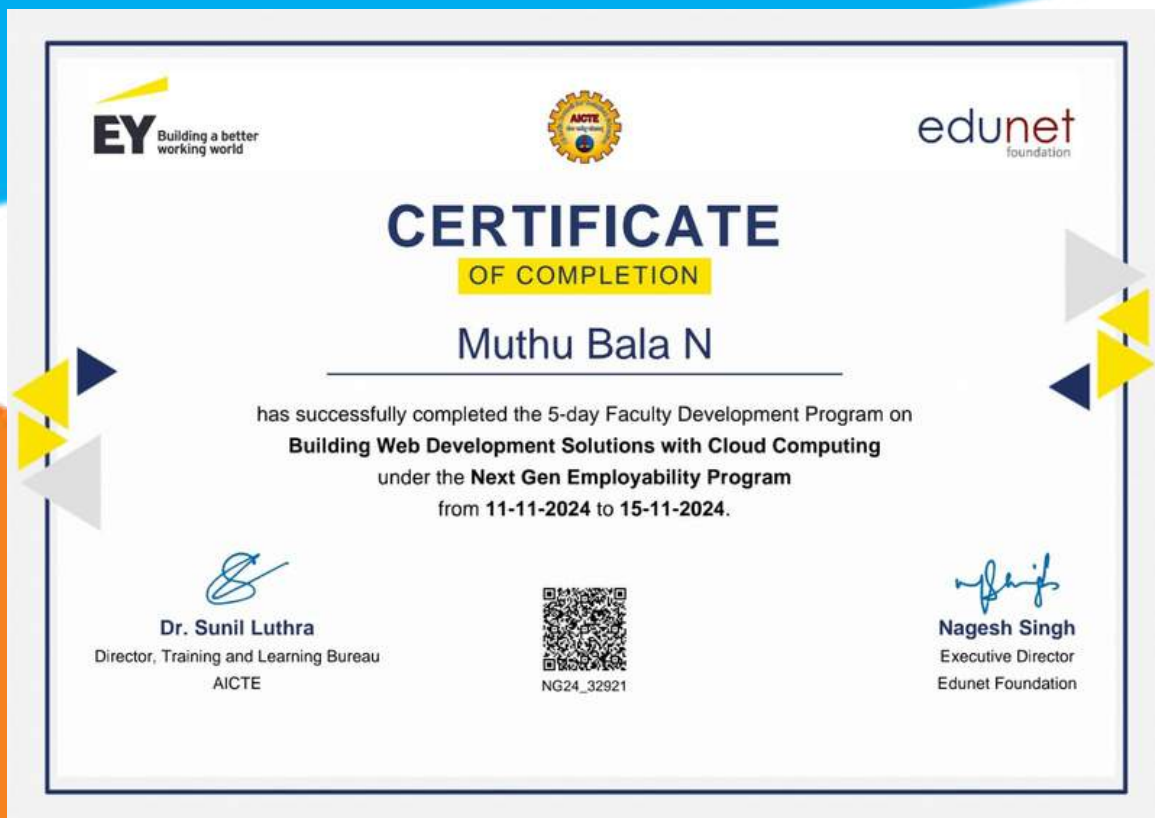 EY Building a better
working world
AICTE
edunet
foundation
CERTIFICATE
OF COMPLETION
Muthu Bala N
has successfully completed the 5-day Faculty Development Program on
Building Web Development Solutions with Cloud Computing
under the Next Gen Employability Program
from 11-11-2024 to 15-11-2024.
Dr. Sunil Luthra
Director, Training and Learning Bureau
AICTE
NG24_32921
Nagesh Singh
Executive Director
Edunet Foundation